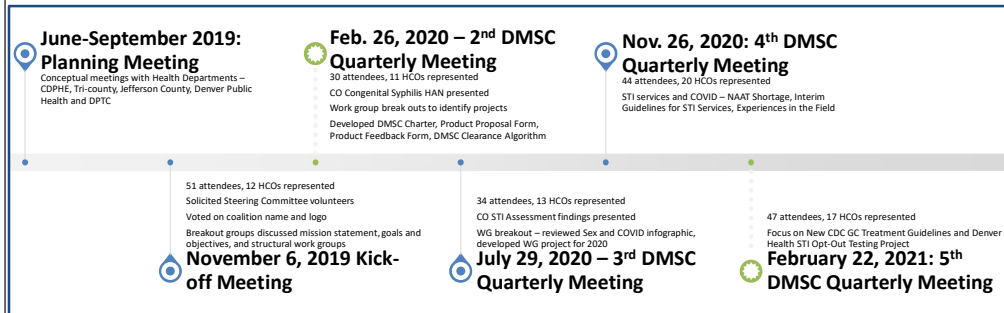 June-September 2019:
Planning Meeting
Conceptual meetings with Health Departments –
CDPHE, Tri-county, Jefferson County, Denver Public
Health and DPTC
Feb. 26, 2020 – 2nd DMSC
Quarterly Meeting
30 attendees, 11 HCOs represented
CO Congenital Syphilis HAN presented
Work group break outs to identify projects
Developed DMSC Charter, Product Proposal Form,
Product Feedback Form, DMSC Clearance Algorithm
Nov. 26, 2020: 4th DMSC
Quarterly Meeting
44 attendees, 20 HCOs represented
STI services and COVID – NAAT Shortage, Interim
Guidelines for STI Services, Experiences in the Field
51 attendees, 12 HCOs represented
Solicited Steering Committee volunteers
Voted on coalition name and logo
Breakout groups discussed mission statement, goals and
objectives, and structural work groups
November 6, 2019 Kick-
off Meeting
34 attendees, 13 HCOs represented
CO STI Assessment findings presented
WG breakout – reviewed Sex and COVID infographic,
developed WG project for 2020
July 29, 2020 – 3rd DMSC
Quarterly Meeting
47 attendees, 17 HCOs represented
Focus on New CDC GC Treatment Guidelines and Denver
Health STI Opt-Out Testing Project
February 22, 2021: 5th
DMSC Quarterly Meeting